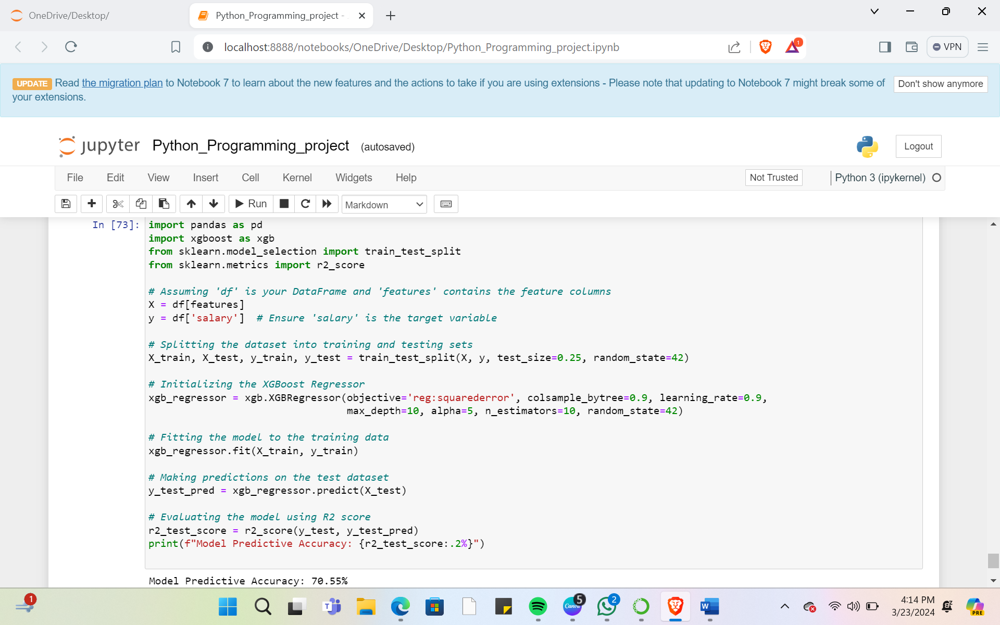 OneDrive/Desktop/
Python_Programming_project -
localhost:8888/notebooks/OneDrive/Desktop/Python_Programming_project.ipynb
1
VPN
UPDATE Read the migration plan to Notebook 7 to learn about the new features and the actions to take if you are using extensions - Please note that updating to Notebook 7 might break some of
your extensions.
Don't show anymore
jupyter Python_Programming_project (autosaved)
Logout
File Edit View Insert Cell Kernel Widgets Help
Not Trusted
Python 3 (ipykernel)
Run
Markdown
In [73]:
import pandas as pd
import xgboost as xgb
from sklearn.model_selection import train_test_split
from sklearn.metrics import r2_score
# Assuming 'df' is your DataFrame and 'features' contains the feature columns
X = df[features]
y = df['salary']  # Ensure 'salary' is the target variable
# Splitting the dataset into training and testing sets
X_train, X_test, y_train, y_test = train_test_split(X, y, test_size=0.25, random_state=42)
# Initializing the XGBoost Regressor
xgb_regressor = xgb.XGBRegressor(objective='reg:squarederror', colsample_bytree=0.9, learning_rate=0.9,
max_depth=10, alpha=5, n_estimators=10, random_state=42)
# Fitting the model to the training data
xgb_regressor.fit(X_train, y_train)
# Making predictions on the test dataset
y_test_pred = xgb_regressor.predict(X_test)
# Evaluating the model using R2 score
r2_test_score = r2_score(y_test, y_test_pred)
print(f"Model Predictive Accuracy: {r2_test_score:.2%}")
Model Predictive Accuracy: 70.55%
1
T
Canva
5
2
W
4:14 PM
3/23/2024
PRE